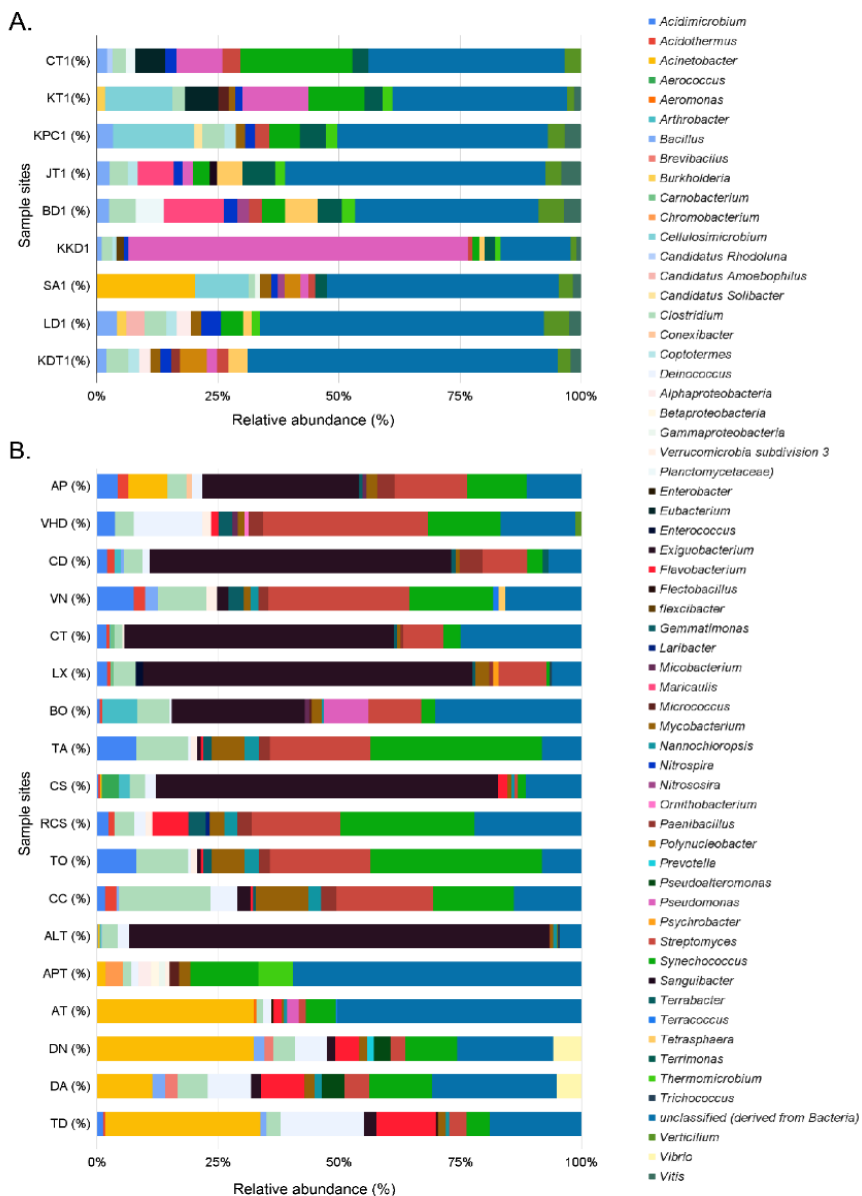 A.
CT1(%)
KT1(%)
KPC1 (%)
JT1(%)
BD1(%)
KKD1
SA1(%)
LD1(%)
KDT1(%)
Sample sites
0%
25%
50%
75%
100%
Relative abundance (%)
B.
AP (%)
VHD (%)
CD (%)
VN (%)
CT (%)
LX (%)
BO (%)
TA (%)
CS (%)
RCS (%)
TO (%)
CC (%)
ALT (%)
APT (%)
AT (%)
DN (%)
DA (%)
TD (%)
Sample sites
0%
25%
50%
75%
100%
Relative abundance (%)
Acidimicrobium
Acidothermus
Acinetobacter
Aerococcus
Aeromonas
Arthrobacter
Bacillus
Brevibacilus
Burkholderia
Carnobacterium
Chromobacterium
Cellulosimicrobium
Candidatus Rhodoluna
Candidatus Amoebophilus
Candidatus Solibacter
Clostridium
Conexibacter
Coptotermes
Deinococcus
Alphaproteobacteria
Betaproteobacteria
Gammaproteobacteria
Verrucomicrobia subdivision 3
Planctomycetaceae)
Enterobacter
Eubacterium
Enterococcus
Exiguobacterium
Flavobacterium
Flectobacillus
flexcibacter
Gemmatimonas
Laribacter
Micobacterium
Maricaulis
Micrococcus
Mycobacterium
Nannochioropsis
Nitrospira
Nitrososira
Ornithobacterium
Paenibacillus
Polynucleobacter
Prevotella
Pseudoalteromonas
Pseudomonas
Psychrobacter
Streptomyces
Synechococcus
Sanguibacter
Terrabacter
Terracoccus
Tetrasphaera
Terrimonas
Thermomicrobium
Trichococcus
unclassified (derived from Bacteria)
Verticilium
Vibrio
Vitis